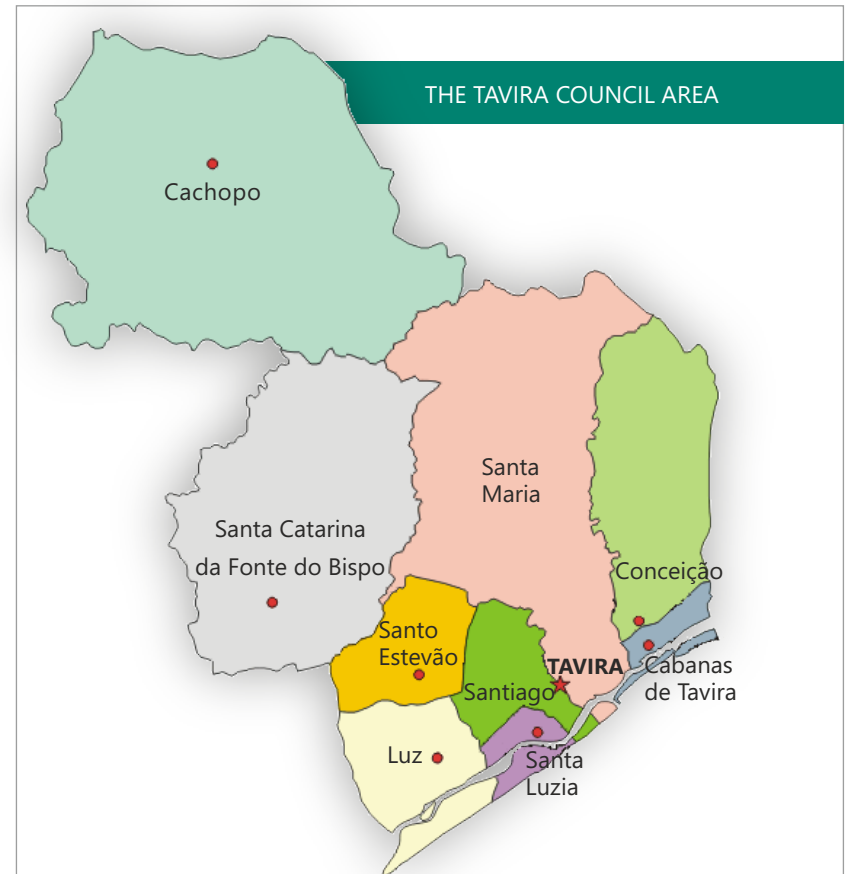 THE TAVIRA COUNCIL AREA
Cachopo
Santa
Maria
Santa Catarina
da Fonte do Bispo
Conceição
Santo
Estevão
TAVIRA
Cabanas
de Tavira
Santiago
Luz
Santa
Luzia